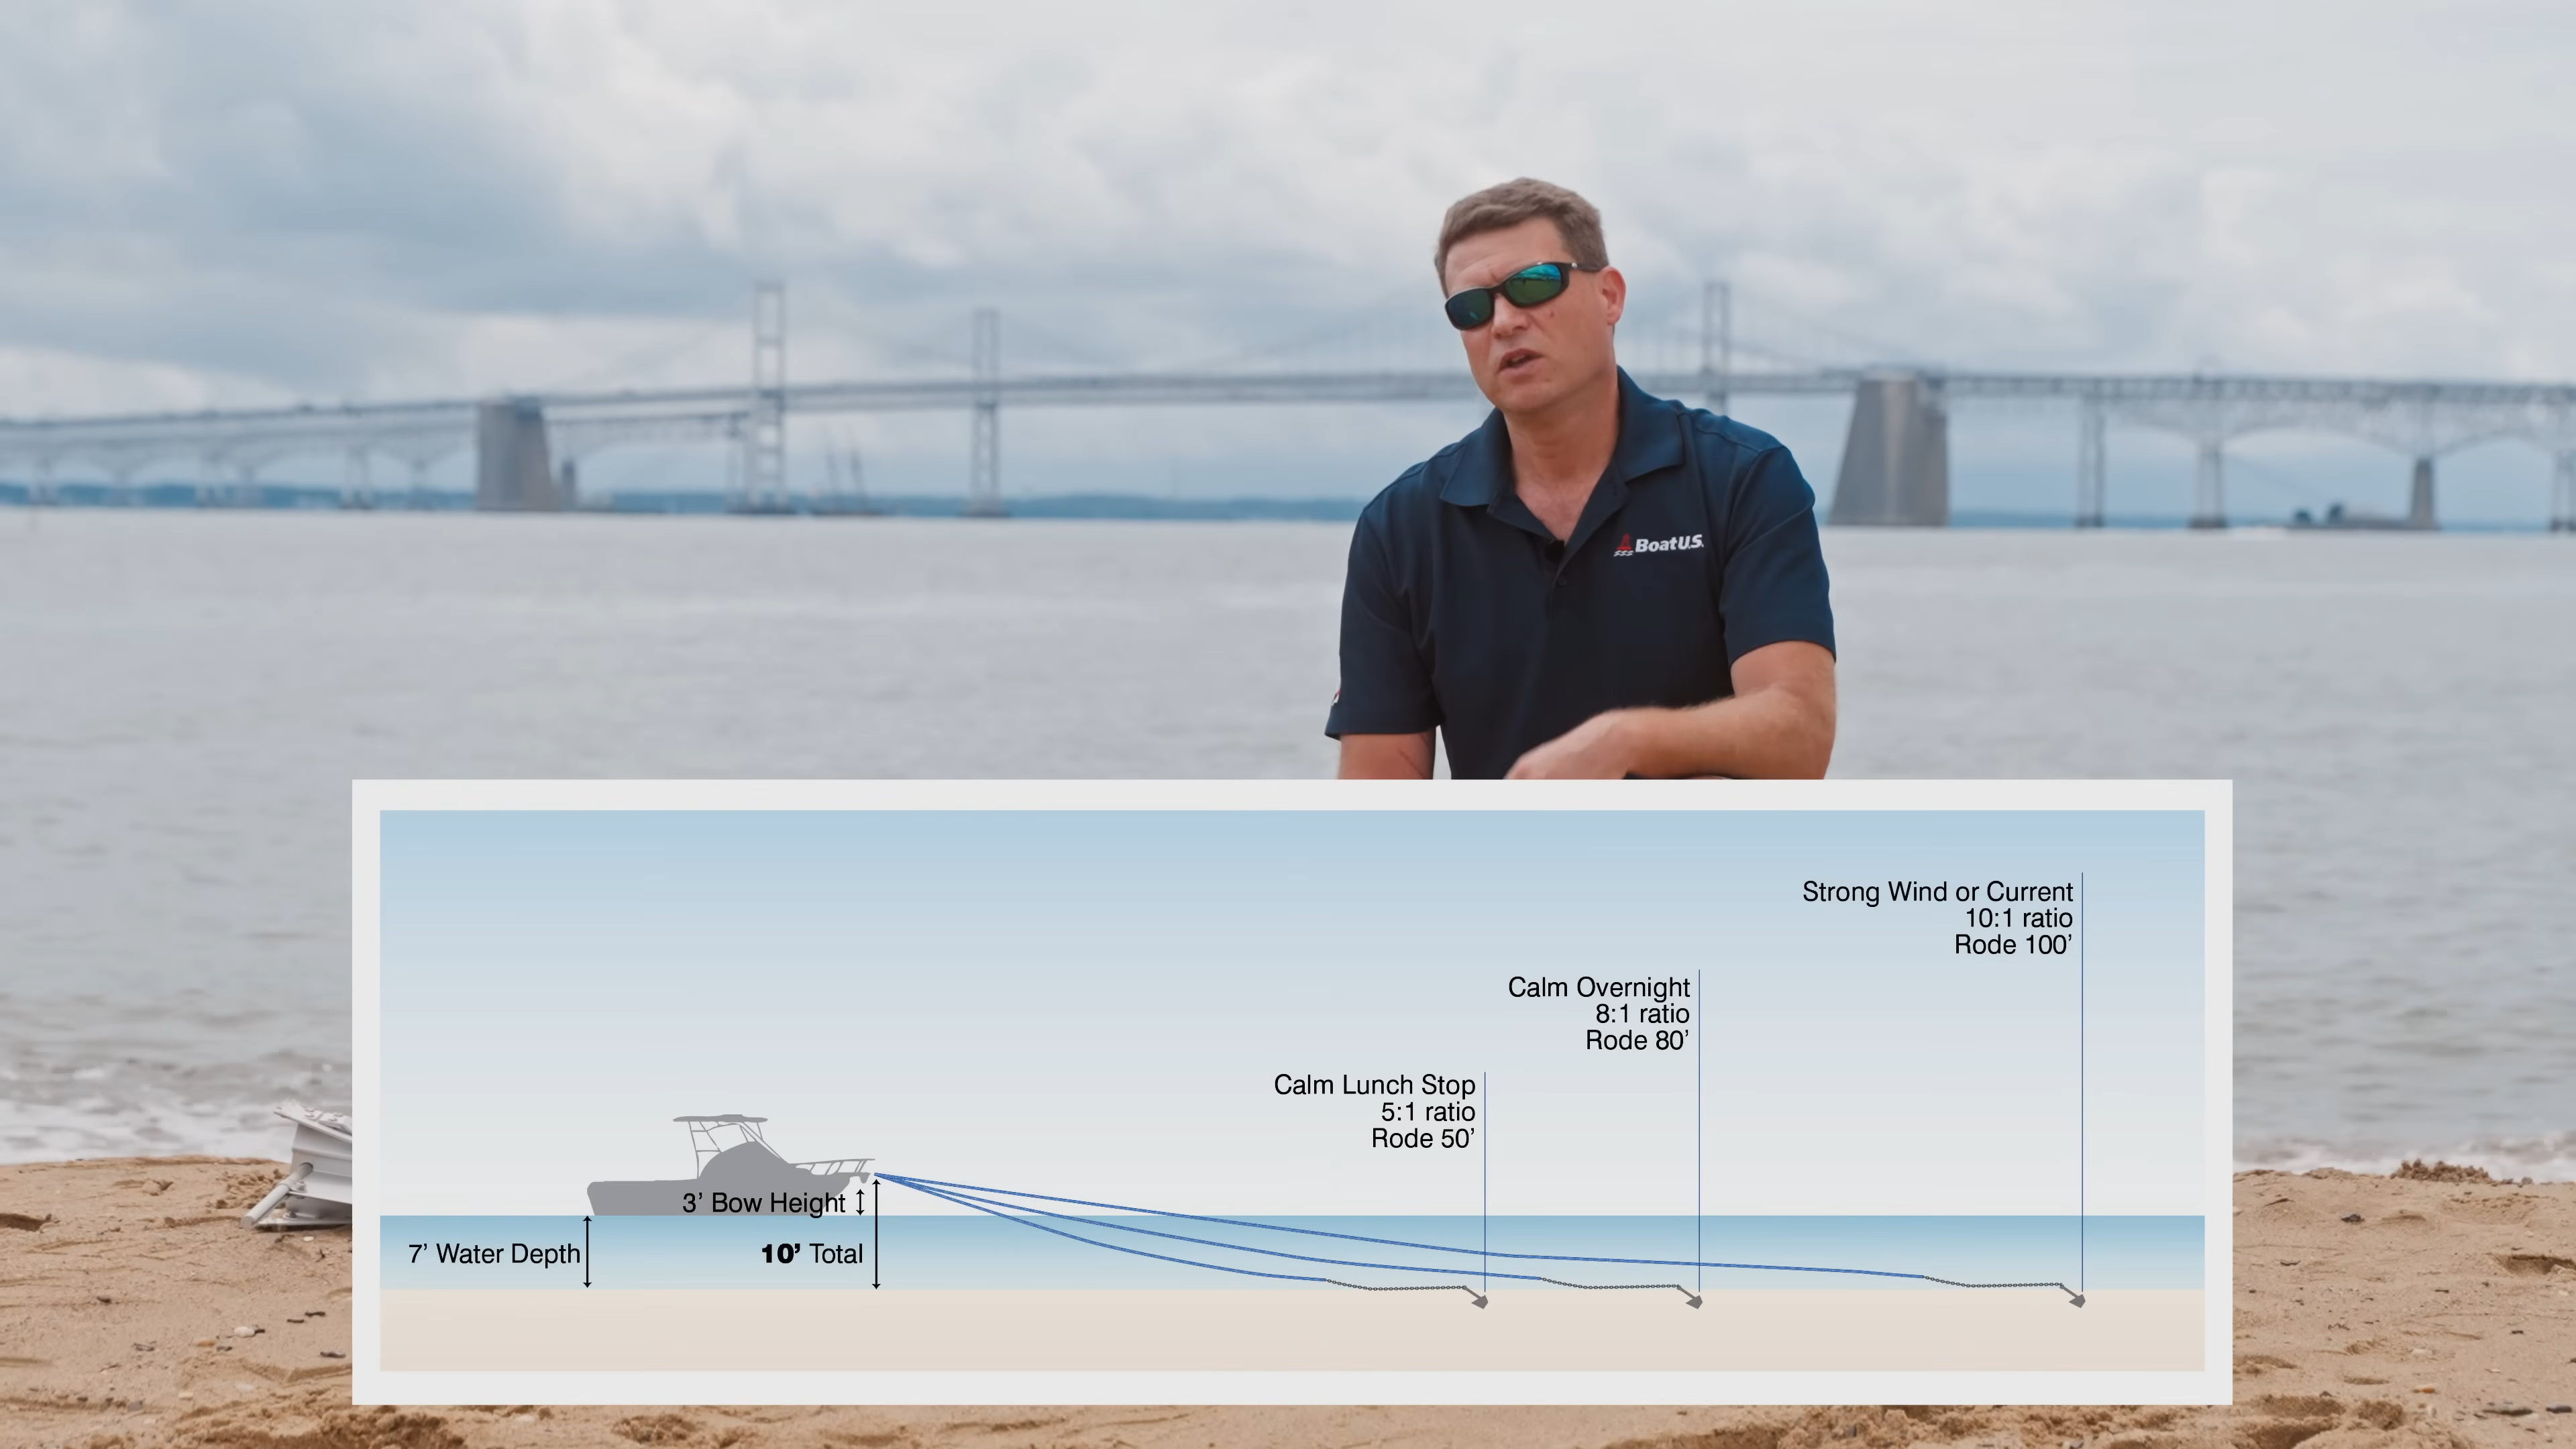 BoatU.S.
Strong Wind or Current
10:1 ratio
Rode 100’
Calm Overnight
8:1 ratio
Rode 80’
Calm Lunch Stop
5:1 ratio
Rode 50’
3’ Bow Height
7’ Water Depth
10’ Total